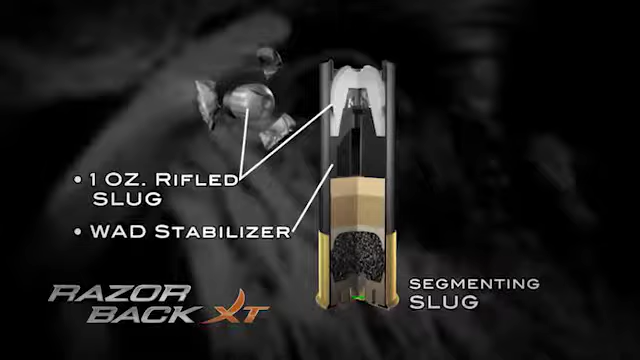 • 1 OZ. RIFLED
SLUG
• WAD STABILIZER
RAZOR
BACK XT
SEGMENTING
SLUG